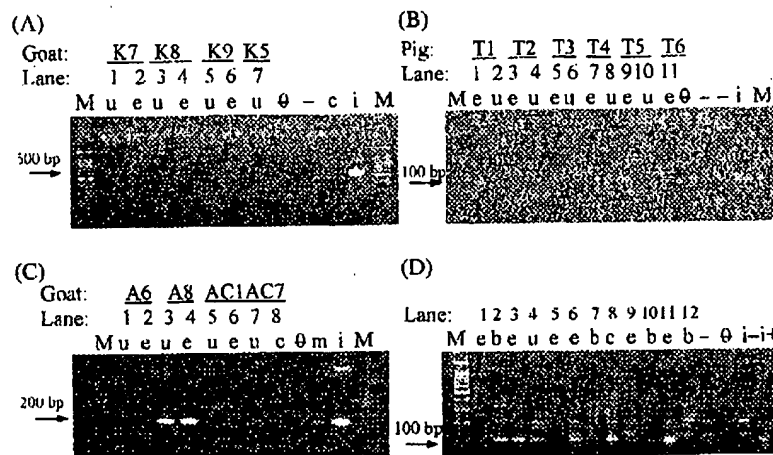 (A)
Goat: K7 K8 K9 K5
Lane: 1 2 3 4 5 6 7
M u e u e u e u θ – c i M
500 bp
(B)
Pig: T1 T2 T3 T4 T5 T6
Lane: 1 2 3 4 5 6 7 8 9 10 11
M e u e u e u e u e u e θ – – i M
100 bp
(C)
Goat: A6 A8 AC1 AC7
Lane: 1 2 3 4 5 6 7 8
M u e u e u e u c θ m i M
200 bp
(D)
Lane: 1 2 3 4 5 6 7 8 9 10 11 12
M e b e u e e b c e b e b – θ i– i+
100 bp